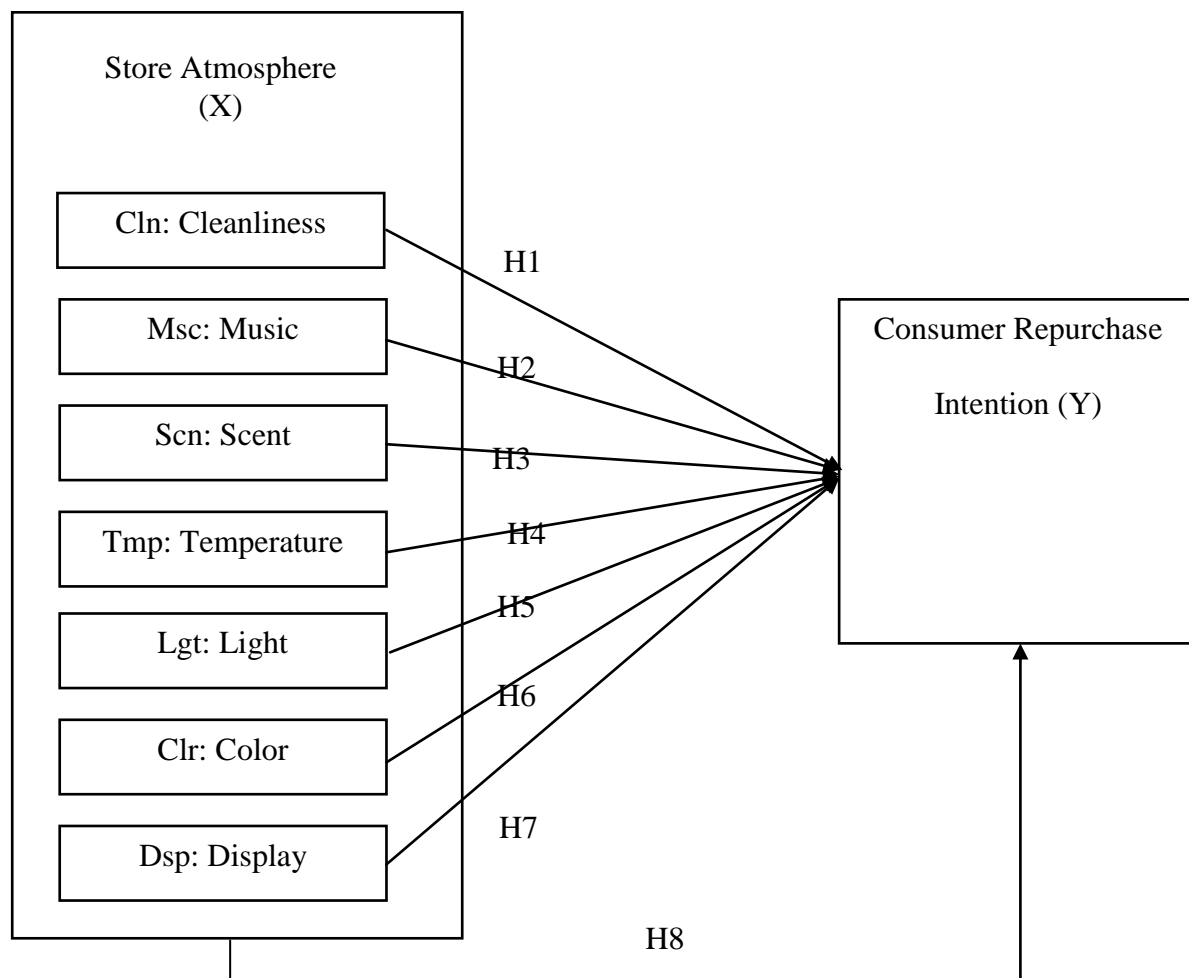 Store Atmosphere
(X)
Cln: Cleanliness
Msc: Music
Scn: Scent
Tmp: Temperature
Lgt: Light
Clr: Color
Dsp: Display
H1
H2
H3
H4
H5
H6
H7
H8
Consumer Repurchase
Intention (Y)